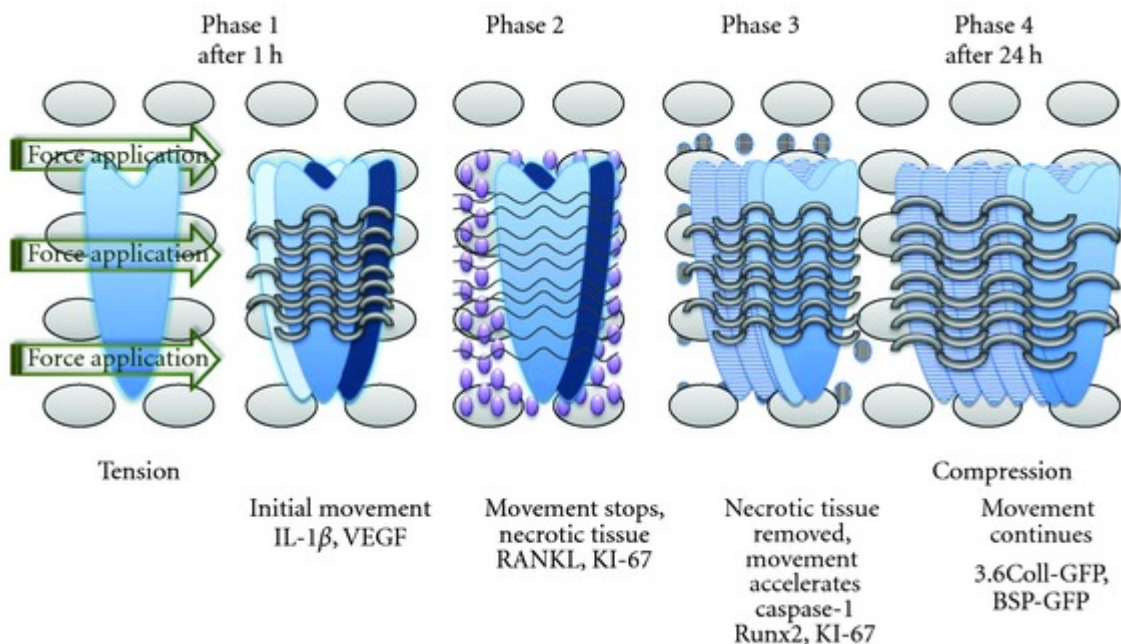 Phase 1
after 1 h
Phase 2
Phase 3
Phase 4
after 24 h
Force application
Force application
Force application
Tension
Initial movement
IL-1β, VEGF
Movement stops,
necrotic tissue
RANKL, KI-67
Necrotic tissue
removed,
movement
accelerates
caspase-1
Runx2, KI-67
Compression
Movement
continues
3.6Coll-GFP,
BSP-GFP